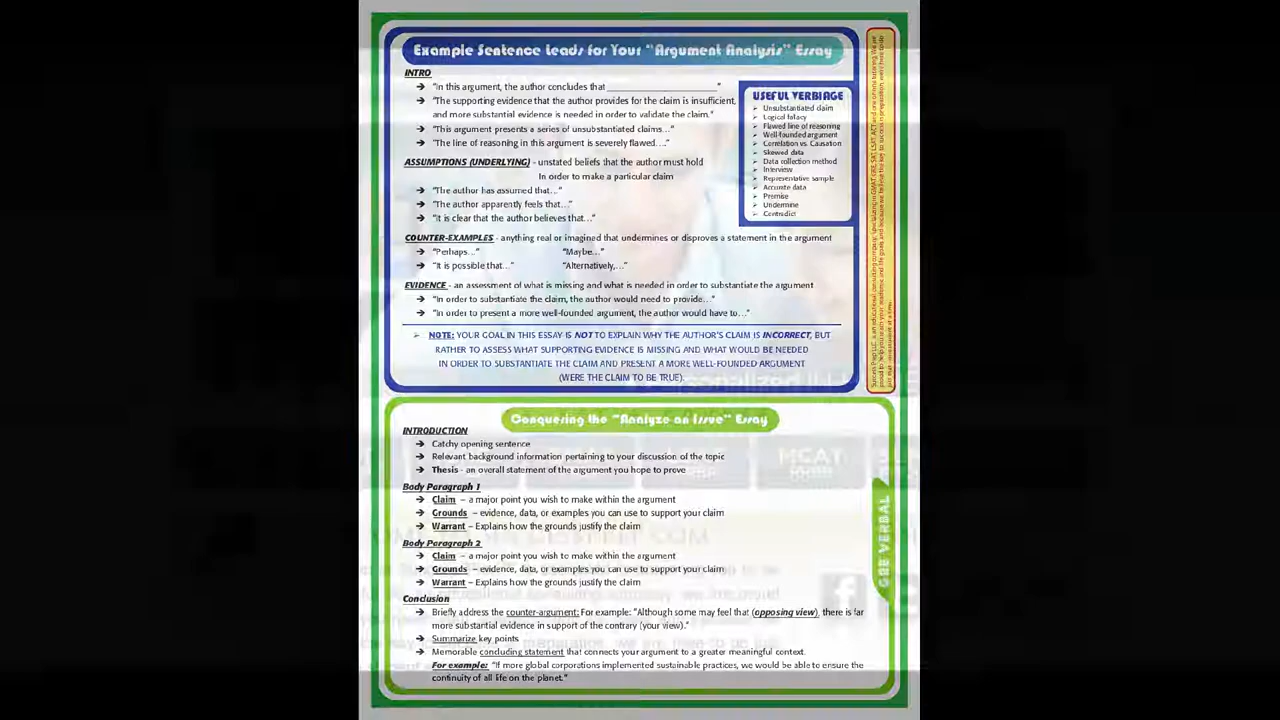 Example Sentence Leads for Your "Argument Analysis" Essay
INTRO
➔ "In this argument, the author concludes that ______________________"
➔ "The supporting evidence that the author provides for the claim is insufficient,
and more substantial evidence is needed in order to validate the claim."
➔ "This argument presents a series of unsubstantiated claims…"
➔ "The line of reasoning in this argument is severely flawed…."
USEFUL VERBIAGE
➢ Unsubstantiated claim
➢ Logical fallacy
➢ Flawed line of reasoning
➢ Well-founded argument
➢ Correlation vs. Causation
➢ Skewed data
➢ Data collection method
➢ Interview
➢ Representative sample
➢ Accurate data
➢ Premise
➢ Undermine
➢ Contradict
ASSUMPTIONS (UNDERLYING) - unstated beliefs that the author must hold
In order to make a particular claim
➔ "The author has assumed that…"
➔ "The author apparently feels that…"
➔ "It is clear that the author believes that…"
COUNTER-EXAMPLES - anything real or imagined that undermines or disproves a statement in the argument
➔ "Perhaps…" "Maybe…"
➔ "It is possible that…" "Alternatively,…"
EVIDENCE - an assessment of what is missing and what is needed in order to substantiate the argument
➔ "In order to substantiate the claim, the author would need to provide…"
➔ "In order to present a more well-founded argument, the author would have to…"
➢ NOTE: YOUR GOAL IN THIS ESSAY IS NOT TO EXPLAIN WHY THE AUTHOR'S CLAIM IS INCORRECT, BUT
RATHER TO ASSESS WHAT SUPPORTING EVIDENCE IS MISSING AND WHAT WOULD BE NEEDED
IN ORDER TO SUBSTANTIATE THE CLAIM AND PRESENT A MORE WELL-FOUNDED ARGUMENT
(WERE THE CLAIM TO BE TRUE).
Conquering the "Analyze an Issue" Essay
INTRODUCTION
➔ Catchy opening sentence
➔ Relevant background information pertaining to your discussion of the topic
➔ Thesis - an overall statement of the argument you hope to prove
Body Paragraph 1
➔ Claim – a major point you wish to make within the argument
➔ Grounds – evidence, data, or examples you can use to support your claim
➔ Warrant – Explains how the grounds justify the claim
Body Paragraph 2
➔ Claim – a major point you wish to make within the argument
➔ Grounds – evidence, data, or examples you can use to support your claim
➔ Warrant – Explains how the grounds justify the claim
Conclusion
➔ Briefly address the counter-argument: For example: "Although some may feel that (opposing view), there is far
more substantial evidence in support of the contrary (your view)."
➔ Summarize key points
➔ Memorable concluding statement that connects your argument to a greater meaningful context.
For example: "If more global corporations implemented sustainable practices, we would be able to ensure the
continuity of all life on the planet."
GRE VERBAL
MCAT